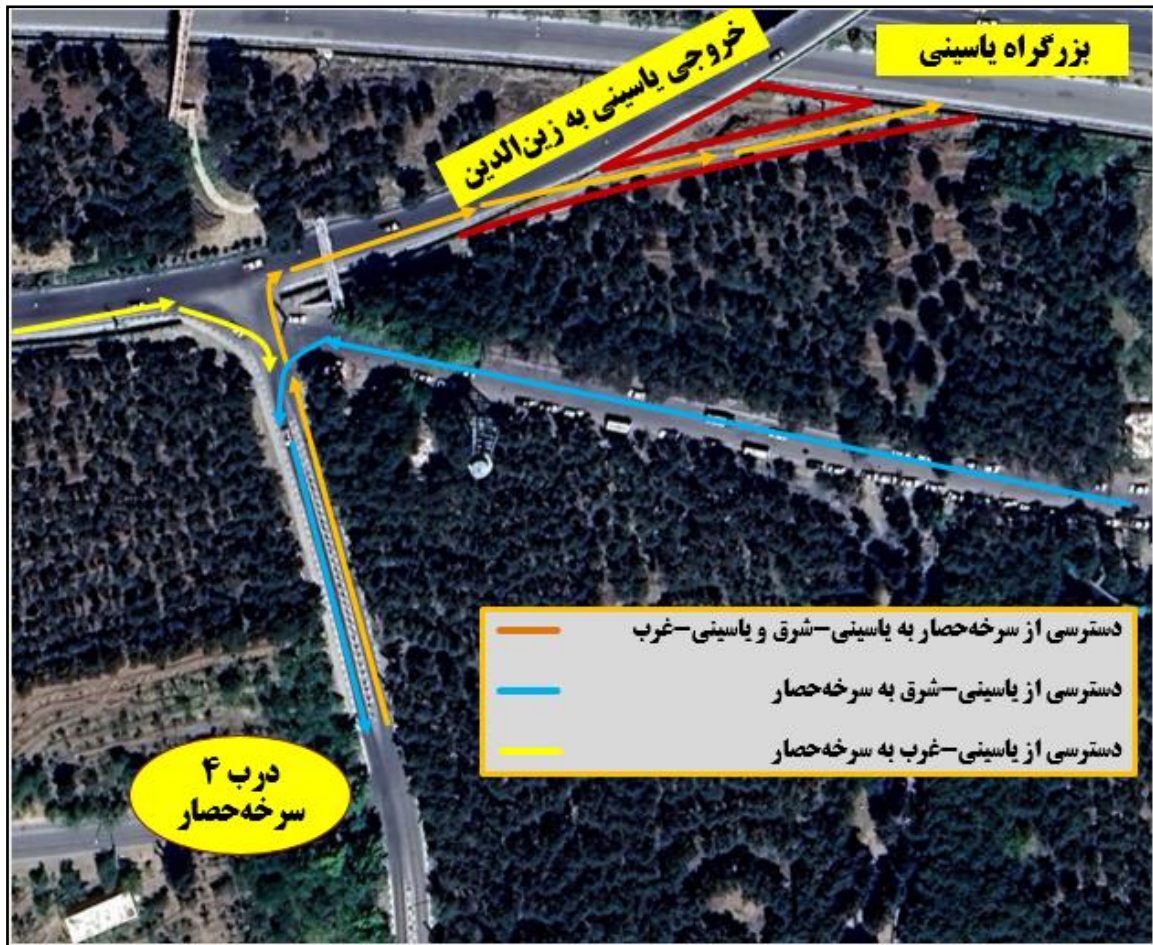 بزرگراه یاسینی
خروجی یاسینی به زین‌الدین
دسترسی از سرخه‌حصار به یاسینی-شرق و یاسینی-غرب
دسترسی از یاسینی-شرق به سرخه‌حصار
دسترسی از یاسینی-غرب به سرخه‌حصار
درب ۴
سرخه‌حصار